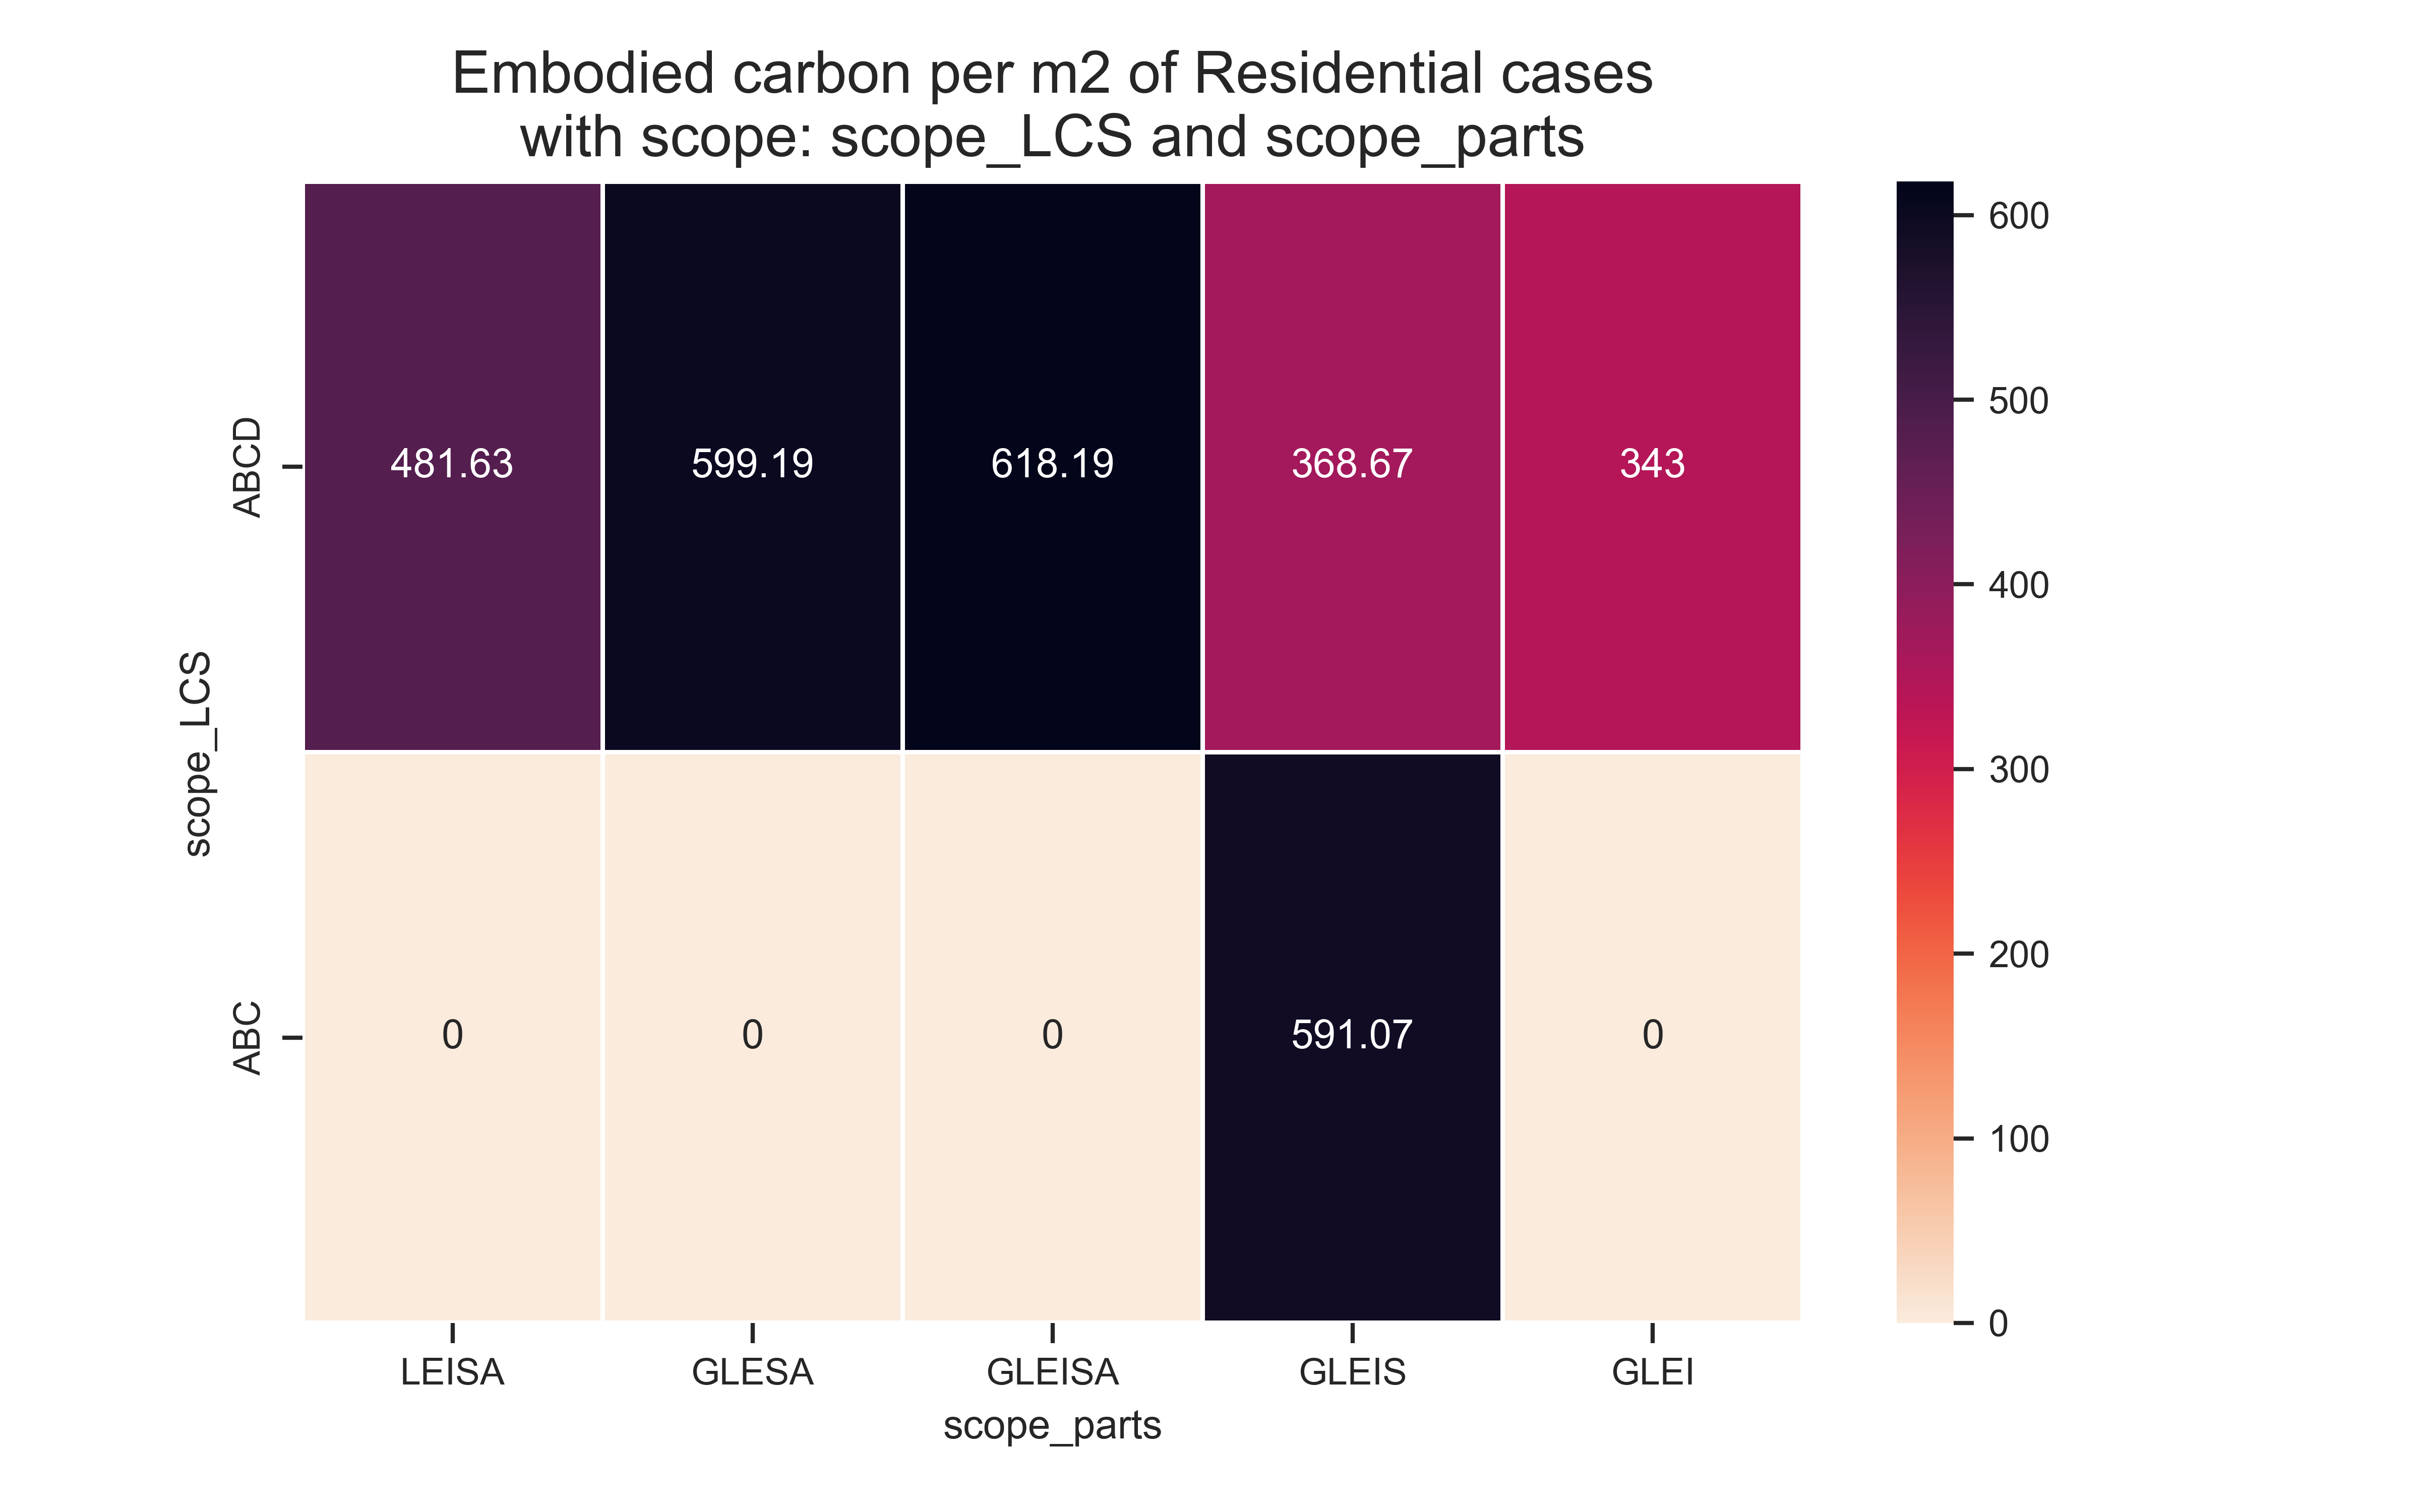 Embodied carbon per m2 of Residential cases
with scope: scope_LCS and scope_parts
scope_LCS
ABCD
481.63
599.19
618.19
368.67
343
ABC
0
0
0
591.07
0
LEISA
GLESA
GLEISA
GLEIS
GLEI
scope_parts
600
500
400
300
200
100
0